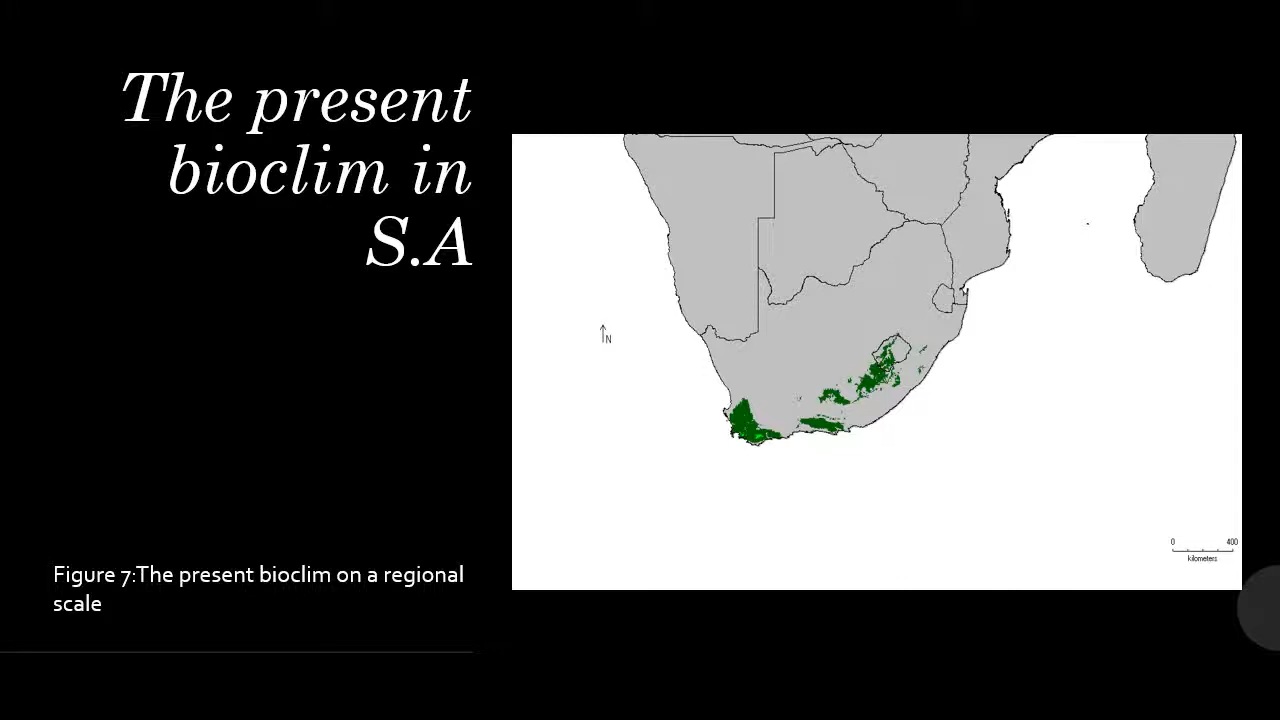 The present
bioclim in
S.A
N
0 400
kilometers
Figure 7:The present bioclim on a regional
scale